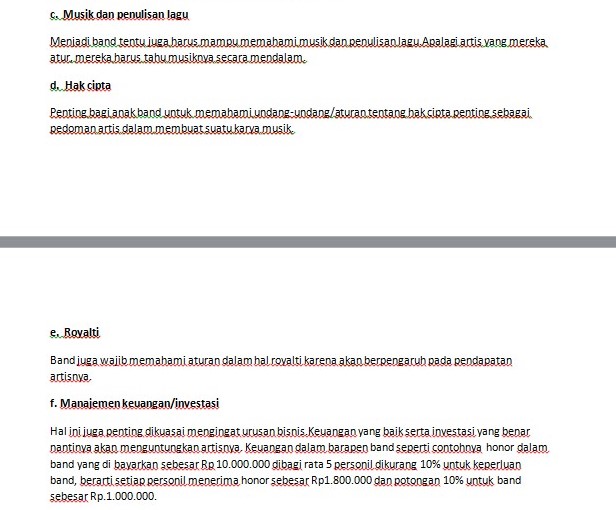 c. Musik dan penulisan lagu
Menjadi band tentu juga harus mampu memahami musik dan penulisan lagu.Apalagi artis yang mereka
atur, mereka harus tahu musiknya secara mendalam.
d. Hak cipta
Penting bagi anak band untuk memahami undang-undang/aturan tentang hak cipta penting sebagai
pedoman artis dalam membuat suatu karya musik.
e. Royalti
Band juga wajib memahami aturan dalam hal royalti karena akan berpengaruh pada pendapatan
artisnya.
f. Manajemen keuangan/investasi
Hal ini juga penting dikuasai mengingat urusan bisnis.Keuangan yang baik serta investasi yang benar
nantinya akan menguntungkan artisnya. Keuangan dalam barapen band seperti contohnya honor dalam
band yang di bayarkan sebesar Rp 10.000.000 dibagi rata 5 personil dikurang 10% untuk keperluan
band, berarti setiap personil menerima honor sebesar Rp1.800.000 dan potongan 10% untuk band
sebesar Rp.1.000.000.